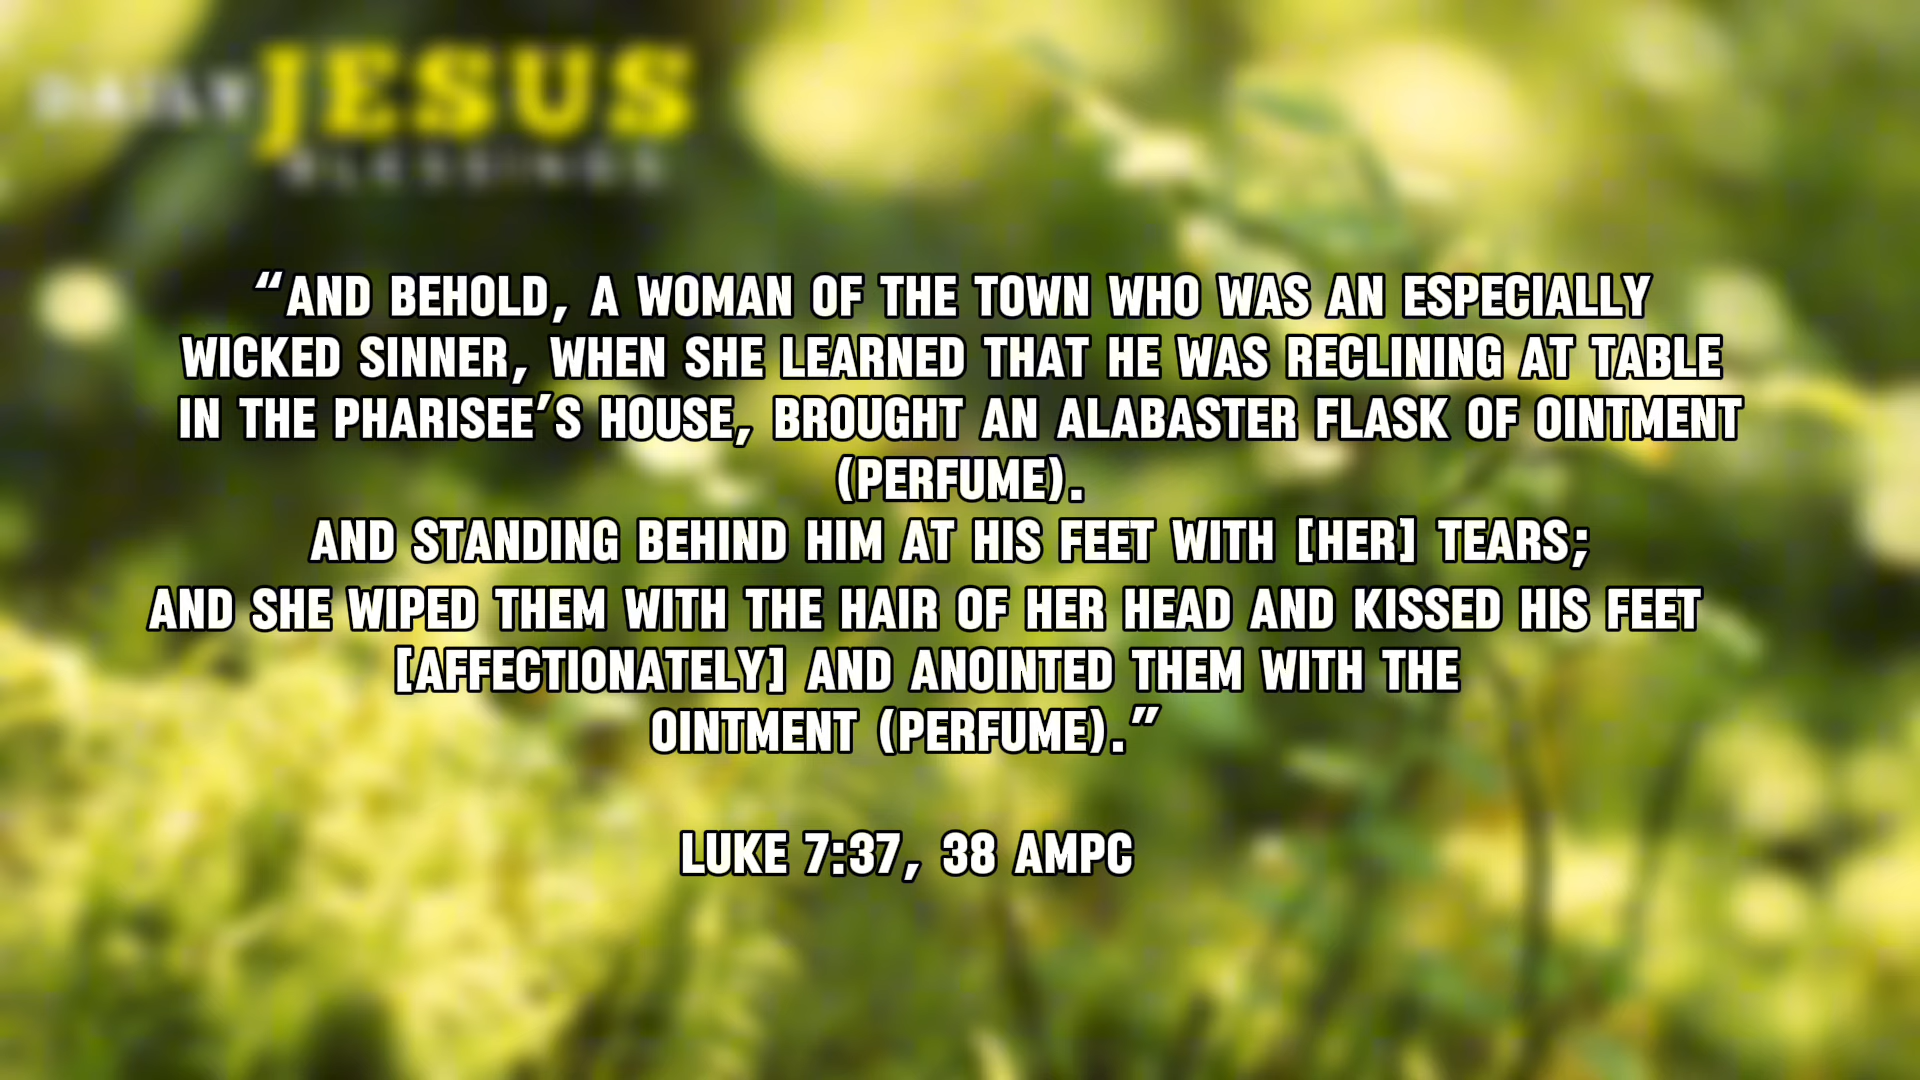 DAILY JESUS
BLESSINGS
“AND BEHOLD, A WOMAN OF THE TOWN WHO WAS AN ESPECIALLY
WICKED SINNER, WHEN SHE LEARNED THAT HE WAS RECLINING AT TABLE
IN THE PHARISEE’S HOUSE, BROUGHT AN ALABASTER FLASK OF OINTMENT
(PERFUME).
AND STANDING BEHIND HIM AT HIS FEET WITH [HER] TEARS;
AND SHE WIPED THEM WITH THE HAIR OF HER HEAD AND KISSED HIS FEET
[AFFECTIONATELY] AND ANOINTED THEM WITH THE
OINTMENT (PERFUME).”
LUKE 7:37, 38 AMPC